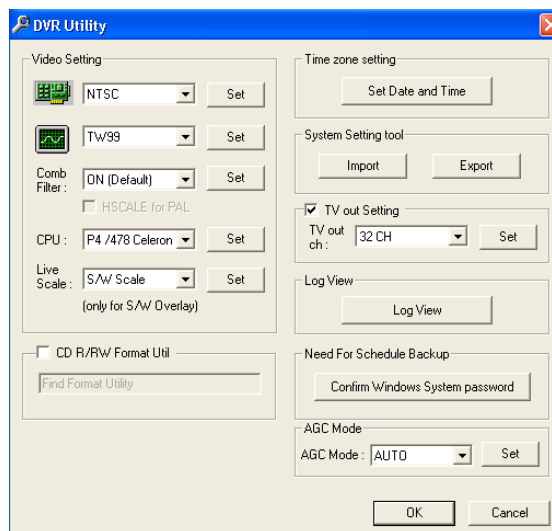 DVR Utility
Video Setting
NTSC Set
TW99 Set
Comb Filter : ON (Default) Set
HSCALE for PAL
CPU : P4 /478 Celeron Set
Live Scale : S/W Scale Set
(only for S/W Overlay)
CD R/RW Format Util
Find Format Utility
Time zone setting
Set Date and Time
System Setting tool
Import Export
TV out Setting
TV out ch : 32 CH Set
Log View
Log View
Need For Schedule Backup
Confirm Windows System password
AGC Mode
AGC Mode : AUTO Set
OK Cancel